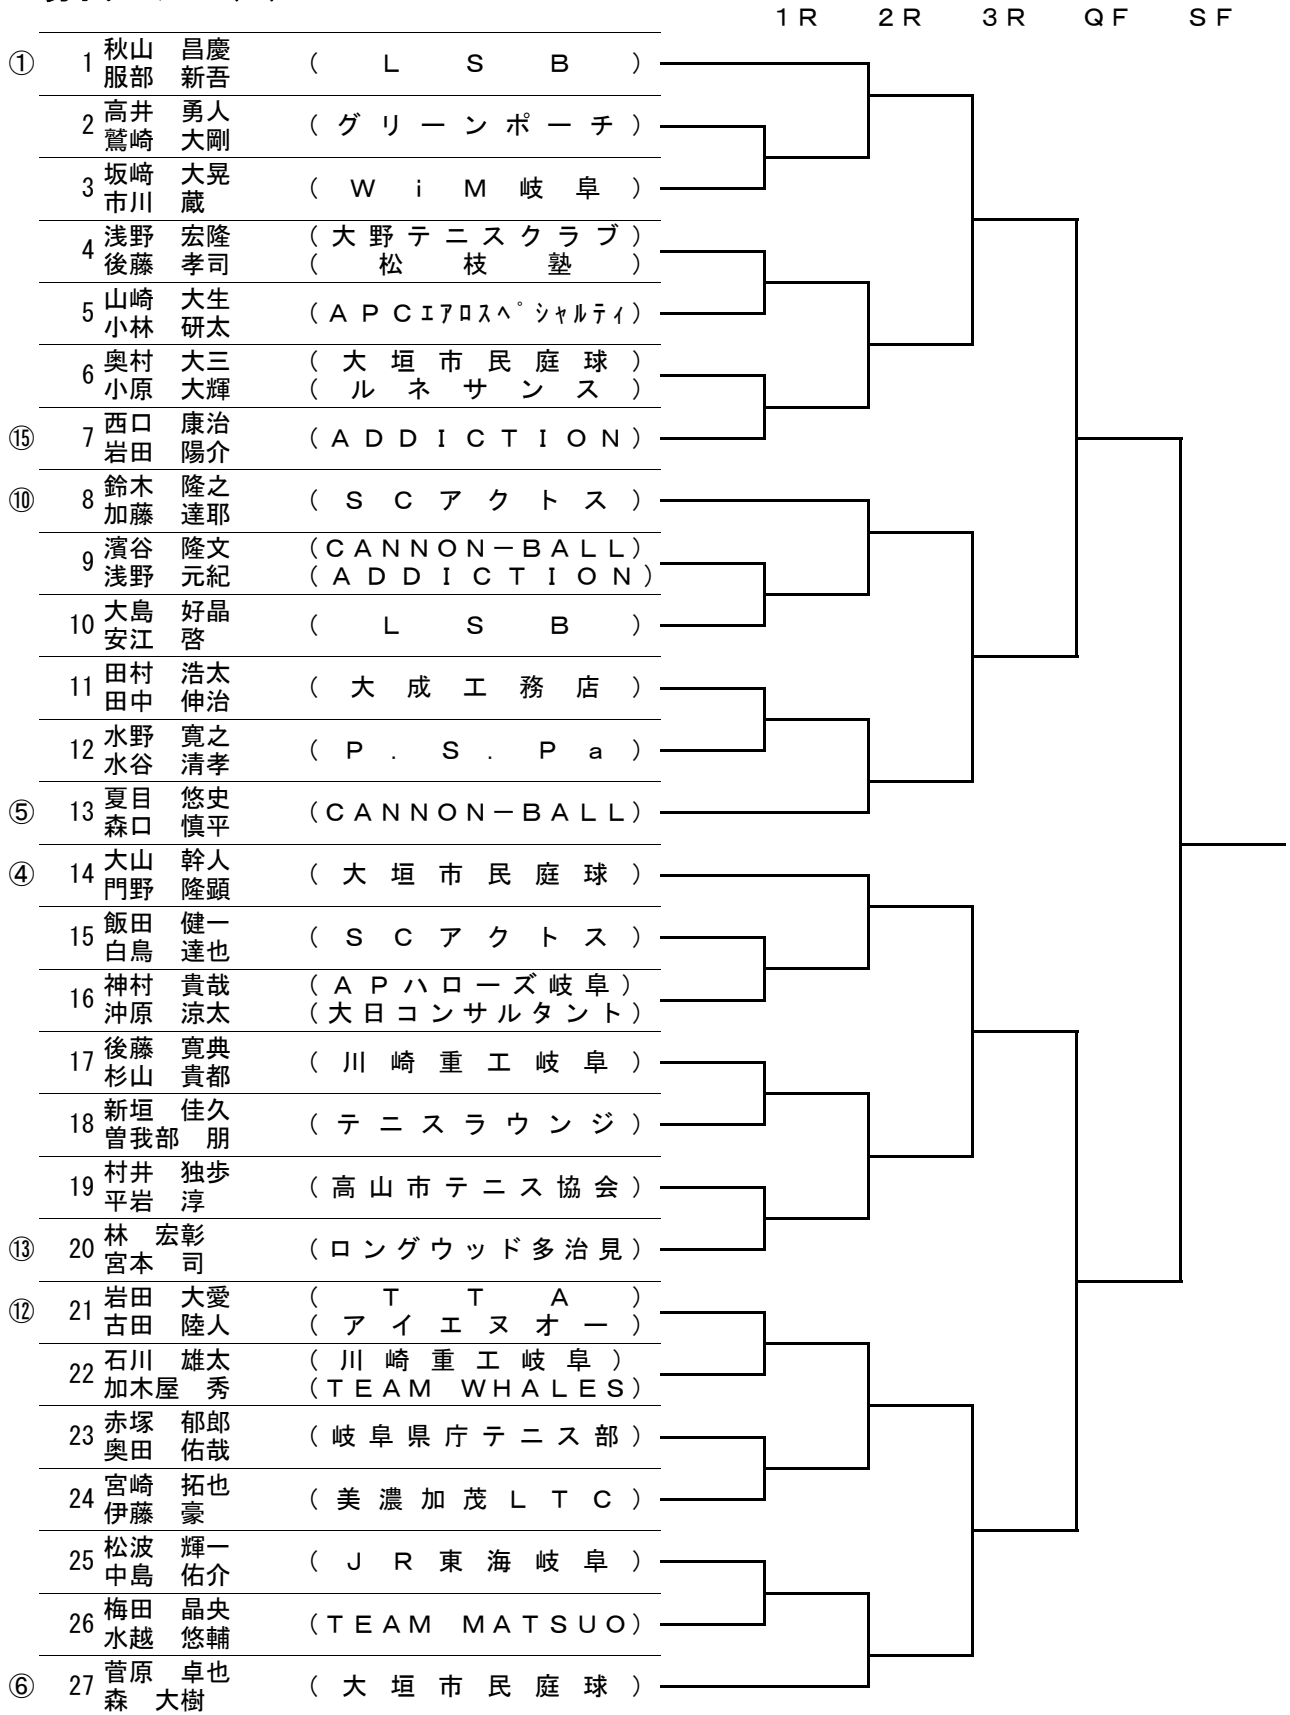 １Ｒ ２Ｒ ３Ｒ ＱＦ ＳＦ
① 1 秋山　昌慶 （ＬＳＢ）
服部　新吾
2 高井　勇人 （グリーンポーチ）
鷲崎　大剛
3 坂﨑　大晃 （ＷｉＭ岐阜）
市川　蔵
4 浅野　宏隆 （大野テニスクラブ）
後藤　孝司 （松枝塾）
5 山崎　大生 （ＡＰＣｴｱﾛｽﾍﾟｼｬﾙﾃｨ）
小林　研太
6 奥村　大三 （大垣市民庭球）
小原　大輝 （ルネサンス）
⑮ 7 西口　康治 （ＡＤＤＩＣＴＩＯＮ）
岩田　陽介
⑩ 8 鈴木　隆之 （ＳＣアクトス）
加藤　達耶
9 濱谷　隆文 （ＣＡＮＮＯＮ－ＢＡＬＬ）
浅野　元紀 （ＡＤＤＩＣＴＩＯＮ）
10 大島　好晶 （ＬＳＢ）
安江　啓
11 田村　浩太 （大成工務店）
田中　伸治
12 水野　寛之 （Ｐ．Ｓ．Ｐａ）
水谷　清孝
⑤ 13 夏目　悠史 （ＣＡＮＮＯＮ－ＢＡＬＬ）
森口　慎平
④ 14 大山　幹人 （大垣市民庭球）
門野　隆顕
15 飯田　健一 （ＳＣアクトス）
白鳥　達也
16 神村　貴哉 （ＡＰハローズ岐阜）
沖原　涼太 （大日コンサルタント）
17 後藤　寛典 （川崎重工岐阜）
杉山　貴都
18 新垣　佳久 （テニスラウンジ）
曽我部　朋
19 村井　独歩 （高山市テニス協会）
平岩　淳
⑬ 20 林　宏彰 （ロングウッド多治見）
宮本　司
⑫ 21 岩田　大愛 （ＴＴＡ）
古田　陸人 （アイエヌオー）
22 石川　雄太 （川崎重工岐阜）
加木屋　秀 （ＴＥＡＭ　ＷＨＡＬＥＳ）
23 赤塚　郁郎 （岐阜県庁テニス部）
奥田　佑哉
24 宮崎　拓也 （美濃加茂ＬＴＣ）
伊藤　豪
25 松波　輝一 （ＪＲ東海岐阜）
中島　佑介
26 梅田　晶央 （ＴＥＡＭ　ＭＡＴＳＵＯ）
水越　悠輔
⑥ 27 菅原　卓也 （大垣市民庭球）
森　大樹